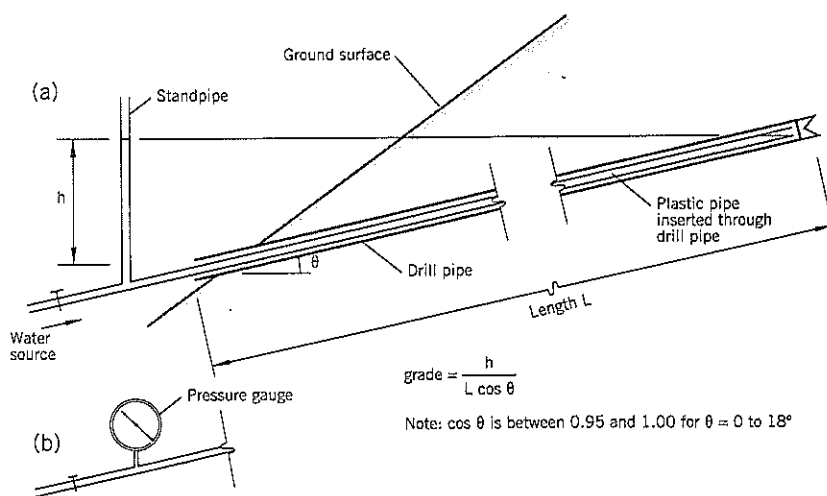 Ground surface
(a)
Standpipe
h
Plastic pipe
inserted through
drill pipe
θ
Drill pipe
Length L
Water
source
grade = h / L cos θ
Pressure gauge
Note: cos θ is between 0.95 and 1.00 for θ = 0 to 18°
(b)